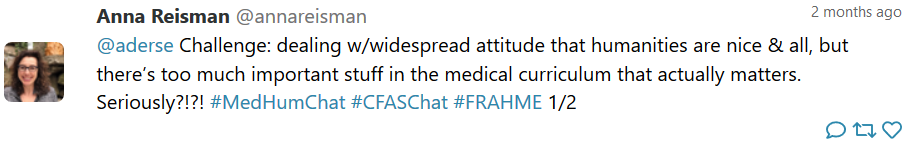 Anna Reisman @annareisman 2 months ago
@aderse Challenge: dealing w/widespread attitude that humanities are nice & all, but
there’s too much important stuff in the medical curriculum that actually matters.
Seriously?!?! #MedHumChat #CFASChat #FRAHME 1/2